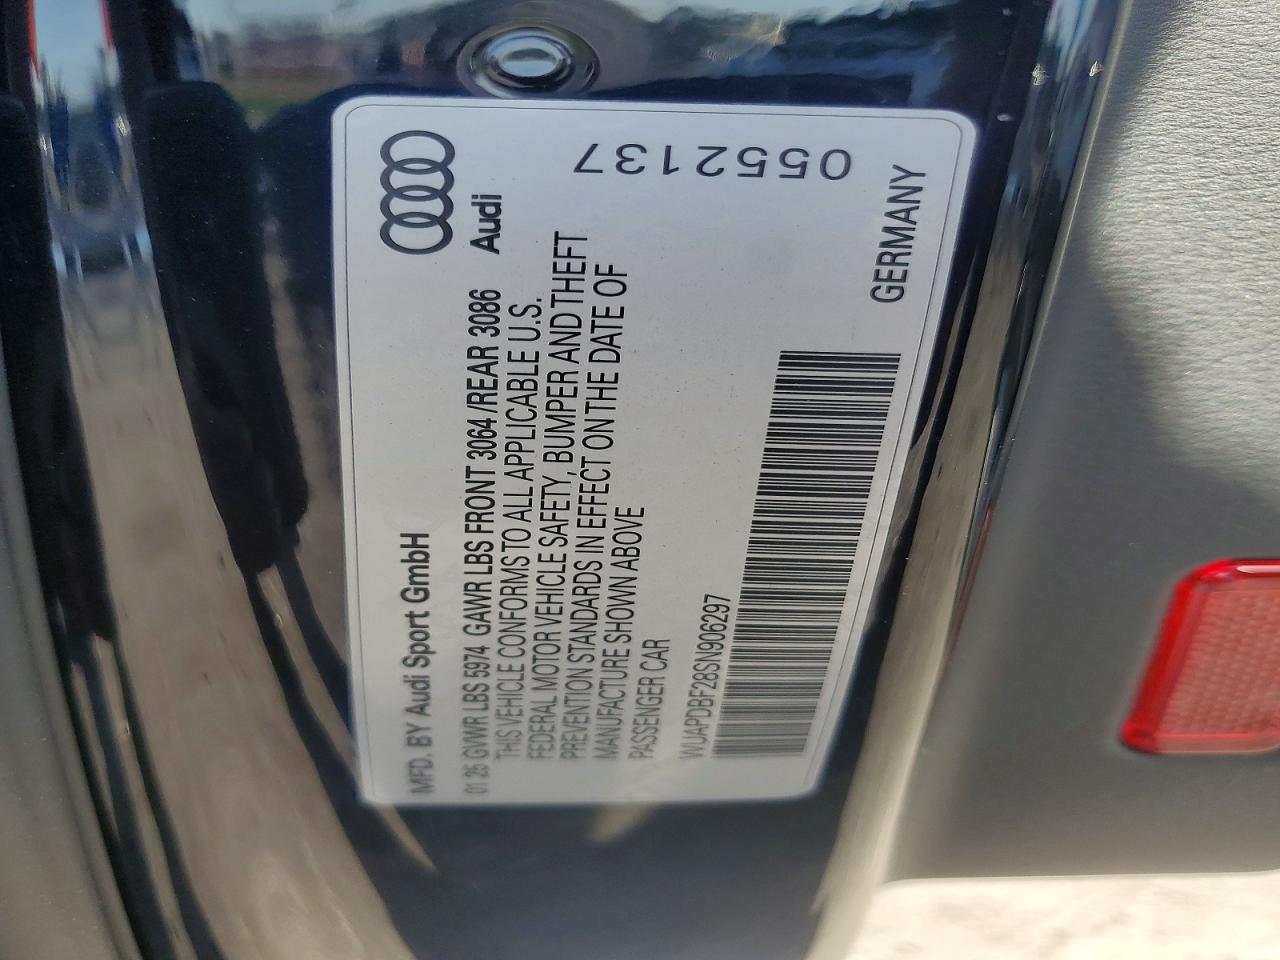 MFD. BY Audi Sport GmbH
Audi
01 25 GVWR LBS 5974 GAWR LBS FRONT 3064 /REAR 3086
THIS VEHICLE CONFORMS TO ALL APPLICABLE U.S.
FEDERAL MOTOR VEHICLE SAFETY, BUMPER AND THEFT
PREVENTION STANDARDS IN EFFECT ON THE DATE OF
MANUFACTURE SHOWN ABOVE
PASSENGER CAR
WUAPDBF28SN906297
GERMANY
0552137